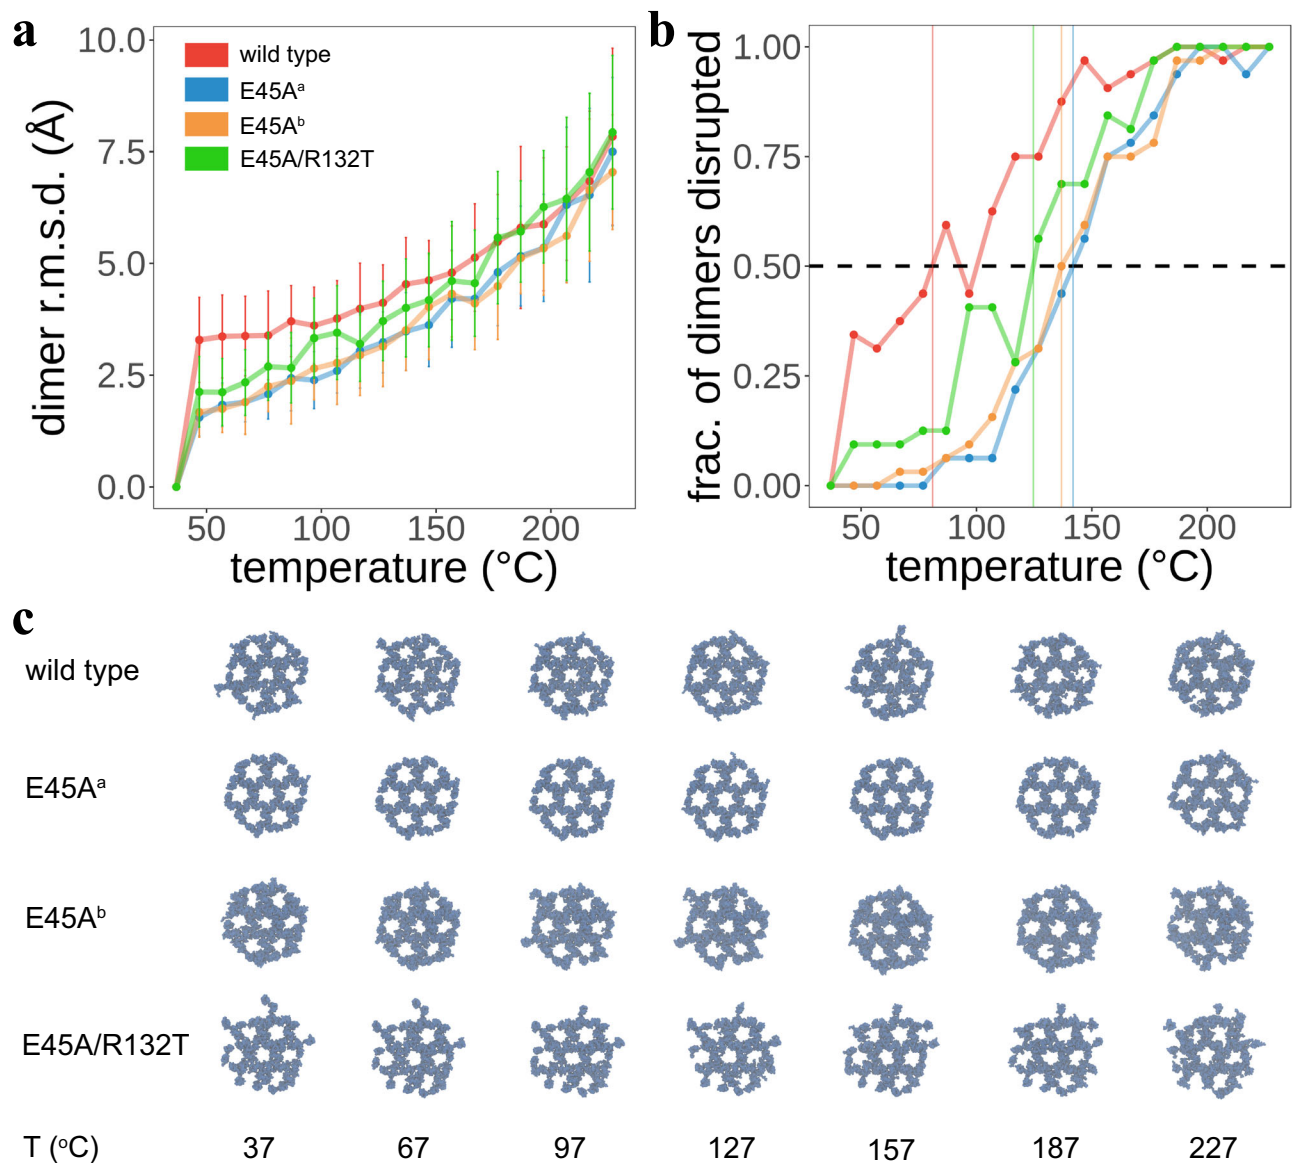 a
dimer r.m.s.d. (Å)
10.0
7.5
5.0
2.5
0.0
wild type
E45Aᵃ
E45Aᵇ
E45A/R132T
50 100 150 200
temperature (°C)
b
frac. of dimers disrupted
1.00
0.75
0.50
0.25
0.00
50 100 150 200
temperature (°C)
c
wild type
E45Aᵃ
E45Aᵇ
E45A/R132T
T (°C) 37 67 97 127 157 187 227